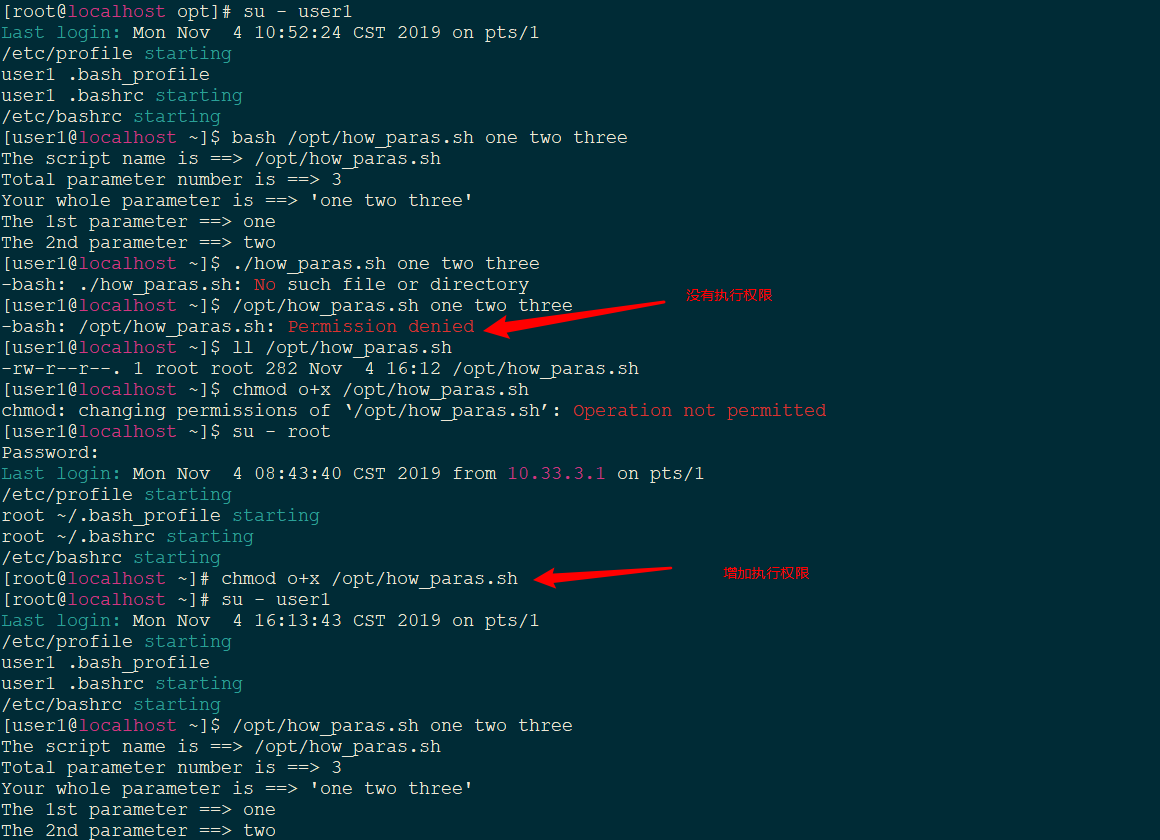 [root@localhost opt]# su - user1
Last login: Mon Nov  4 10:52:24 CST 2019 on pts/1
/etc/profile starting
user1 .bash_profile
user1 .bashrc starting
/etc/bashrc starting
[user1@localhost ~]$ bash /opt/how_paras.sh one two three
The script name is ==> /opt/how_paras.sh
Total parameter number is ==> 3
Your whole parameter is ==> 'one two three'
The 1st parameter ==> one
The 2nd parameter ==> two
[user1@localhost ~]$ ./how_paras.sh one two three
-bash: ./how_paras.sh: No such file or directory
[user1@localhost ~]$ /opt/how_paras.sh one two three
没有执行权限
-bash: /opt/how_paras.sh: Permission denied
[user1@localhost ~]$ ll /opt/how_paras.sh
-rw-r--r--. 1 root root 282 Nov  4 16:12 /opt/how_paras.sh
[user1@localhost ~]$ chmod o+x /opt/how_paras.sh
chmod: changing permissions of ‘/opt/how_paras.sh’: Operation not permitted
[user1@localhost ~]$ su - root
Password:
Last login: Mon Nov  4 08:43:40 CST 2019 from 10.33.3.1 on pts/1
/etc/profile starting
root ~/.bash_profile starting
root ~/.bashrc starting
/etc/bashrc starting
[root@localhost ~]# chmod o+x /opt/how_paras.sh
增加执行权限
[root@localhost ~]# su - user1
Last login: Mon Nov  4 16:13:43 CST 2019 on pts/1
/etc/profile starting
user1 .bash_profile
user1 .bashrc starting
/etc/bashrc starting
[user1@localhost ~]$ /opt/how_paras.sh one two three
The script name is ==> /opt/how_paras.sh
Total parameter number is ==> 3
Your whole parameter is ==> 'one two three'
The 1st parameter ==> one
The 2nd parameter ==> two